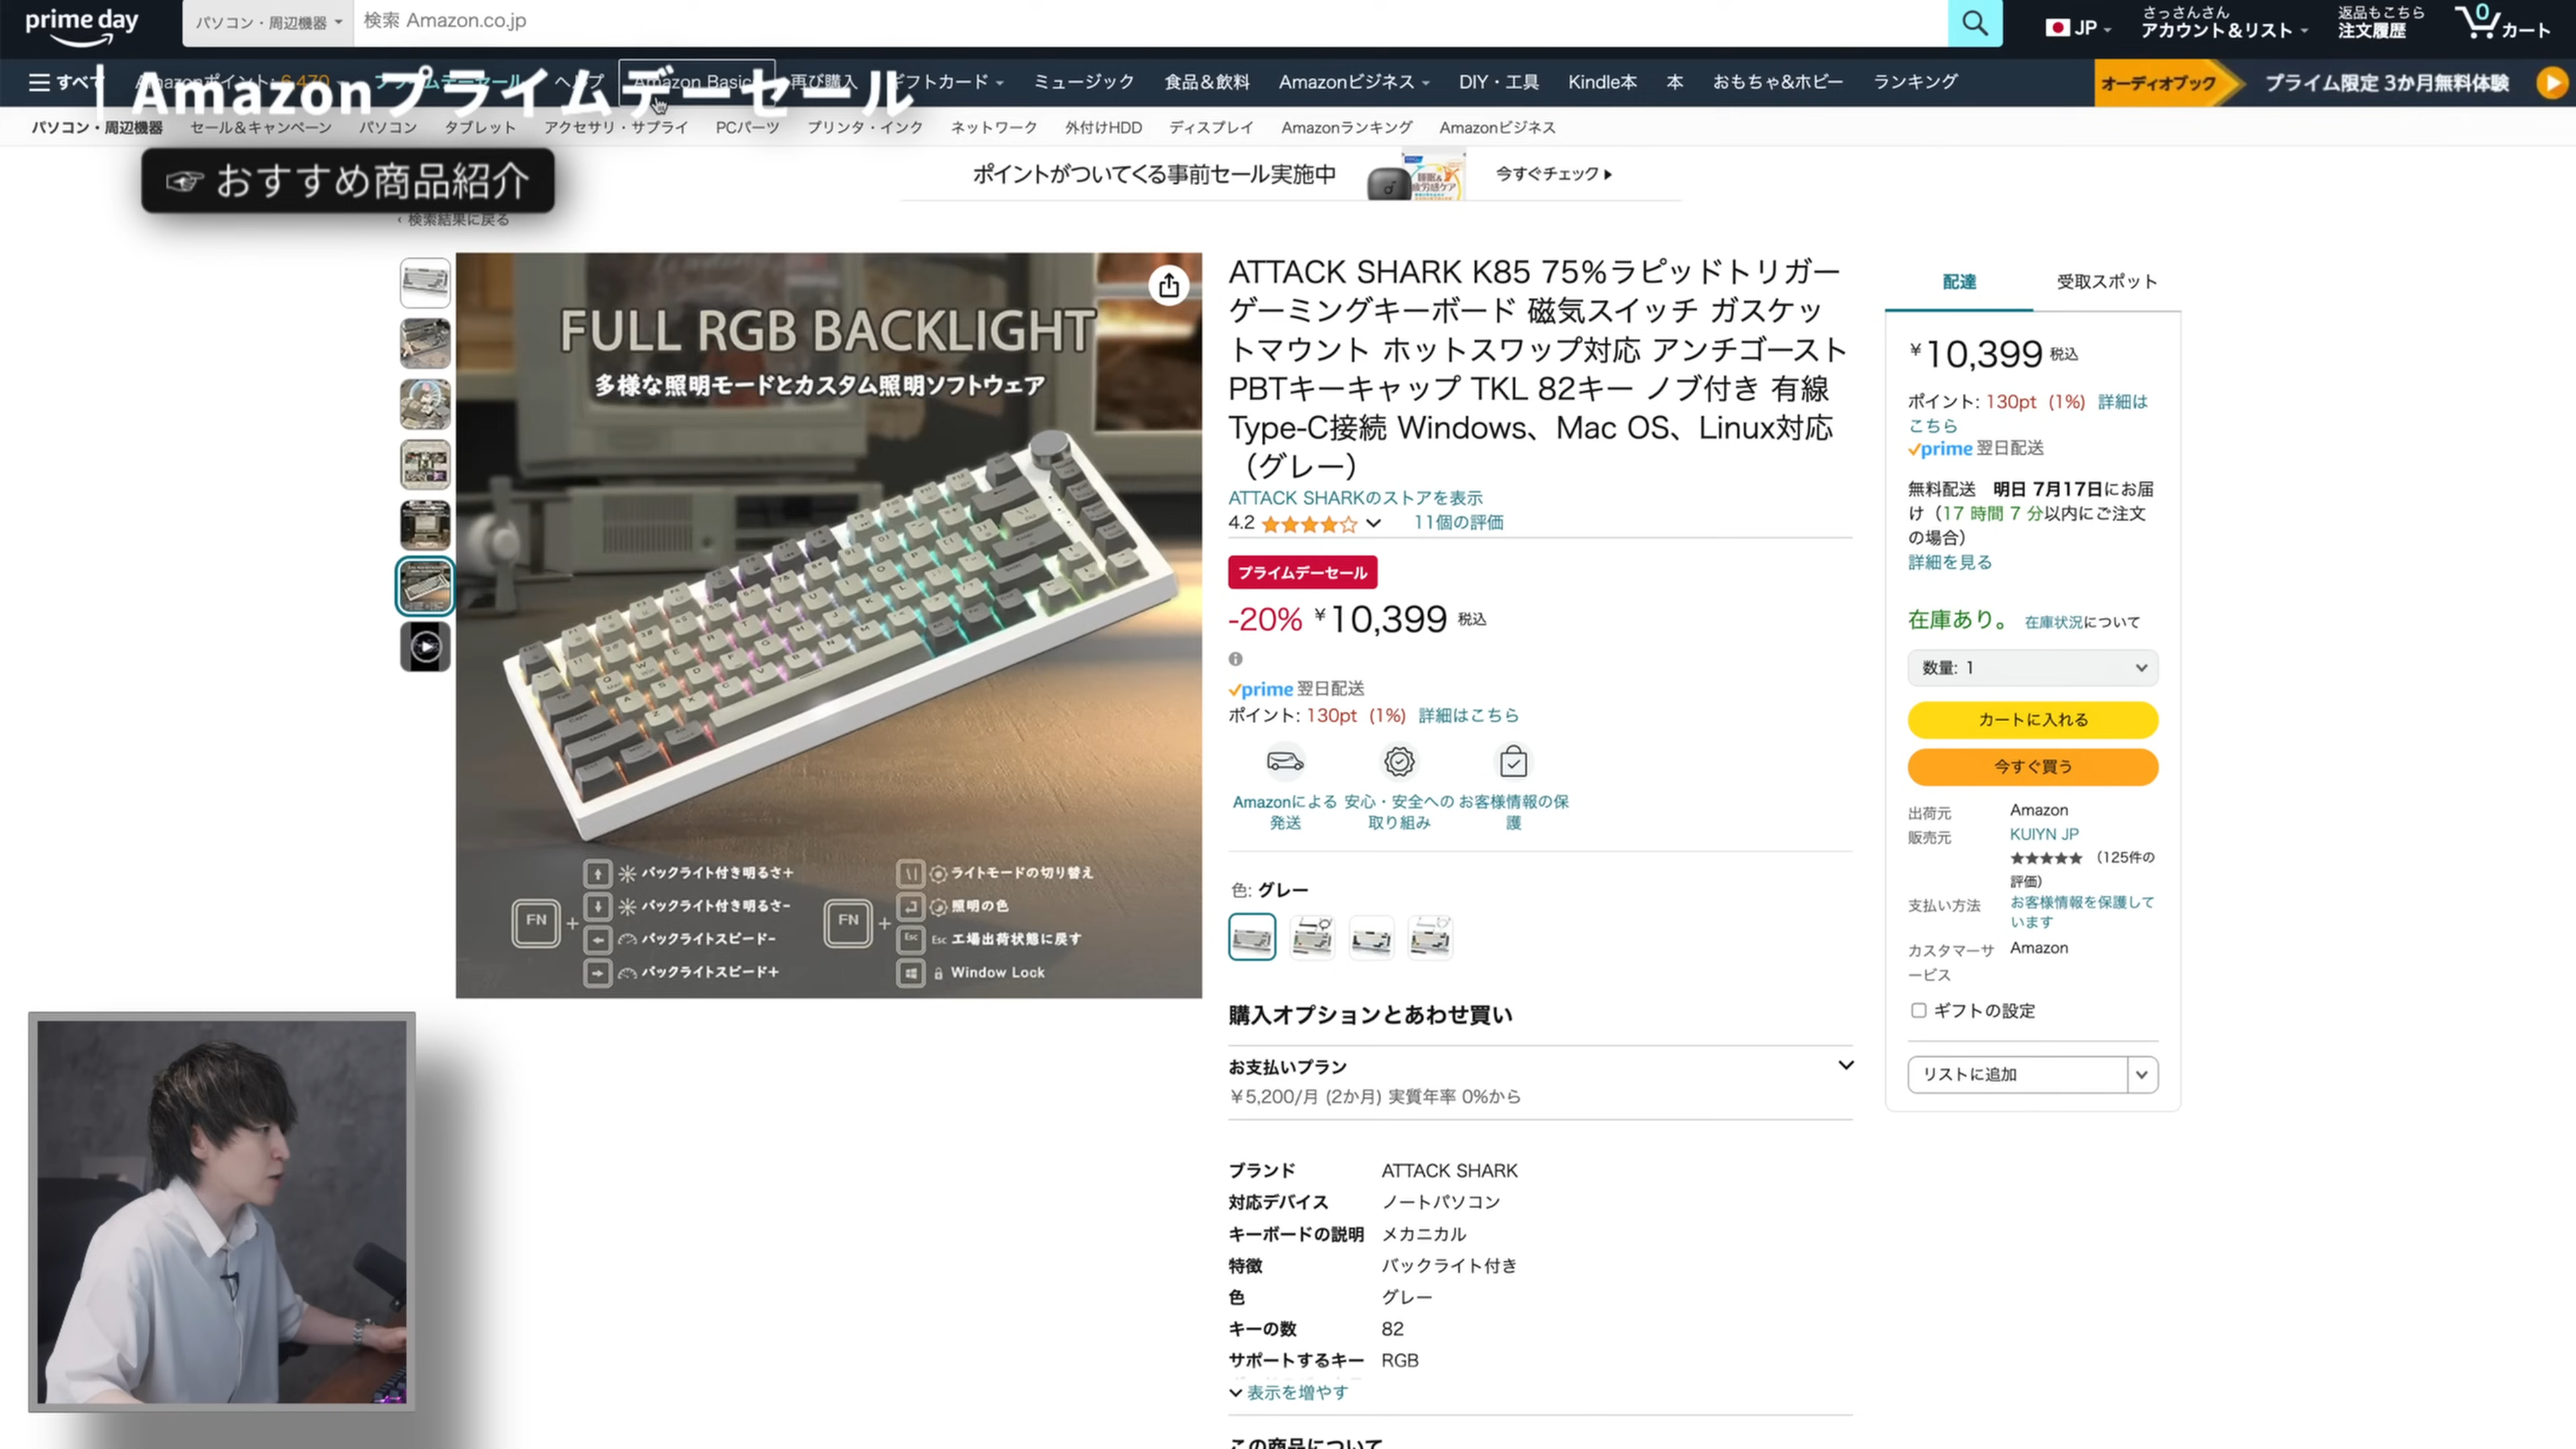 prime day
パソコン・周辺機器
検索 Amazon.co.jp
JP
さっさんさん
アカウント＆リスト
返品もこちら
注文履歴
0
カート
すべて
ヘルプ
再び購入
ミュージック
食品＆飲料
Amazonビジネス
DIY・工具
Kindle本
本
おもちゃ&ホビー
ランキング
オーディオブック
プライム限定 3か月無料体験
Amazonプライムデーセール
パソコン・周辺機器
セール＆キャンペーン
パソコン
タブレット
アクセサリ・サプライ
PCパーツ
プリンタ・インク
ネットワーク
外付けHDD
ディスプレイ
Amazonランキング
Amazonビジネス
☞ おすすめ商品紹介
ポイントがついてくる事前セール実施中
今すぐチェック
‹ 検索結果に戻る
FULL RGB BACKLIGHT
多様な照明モードとカスタム照明ソフトウェア
FN
+
バックライト付き明るさ+
バックライト付き明るさ-
バックライトスピード-
バックライトスピード+
FN
+
ライトモードの切り替え
照明の色
Esc Esc 工場出荷状態に戻す
Window Lock
ATTACK SHARK K85 75%ラピッドトリガー
ゲーミングキーボード 磁気スイッチ ガスケッ
トマウント ホットスワップ対応 アンチゴースト
PBTキーキャップ TKL 82キー ノブ付き 有線
Type-C接続 Windows、Mac OS、Linux対応
（グレー）
ATTACK SHARKのストアを表示
4.2 ★★★★☆ 11個の評価
プライムデーセール
-20% ￥10,399 税込
prime 翌日配送
ポイント: 130pt (1%) 詳細はこちら
Amazonによる
発送
安心・安全への
取り組み
お客様情報の保
護
色: グレー
購入オプションとあわせ買い
お支払いプラン
￥5,200/月 (2か月) 実質年率 0%から
ブランド ATTACK SHARK
対応デバイス ノートパソコン
キーボードの説明 メカニカル
特徴 バックライト付き
色 グレー
キーの数 82
サポートするキー RGB
表示を増やす
この商品について
配達
受取スポット
￥10,399 税込
ポイント: 130pt (1%) 詳細は
こちら
prime 翌日配送
無料配送 明日 7月17日にお届
け（17 時間 7 分以内にご注文
の場合）
詳細を見る
在庫あり。 在庫状況について
数量: 1
カートに入れる
今すぐ買う
出荷元 Amazon
販売元 KUIYN JP
★★★★★ （125件の
評価）
支払い方法 お客様情報を保護して
います
カスタマーサ
ービス
Amazon
ギフトの設定
リストに追加